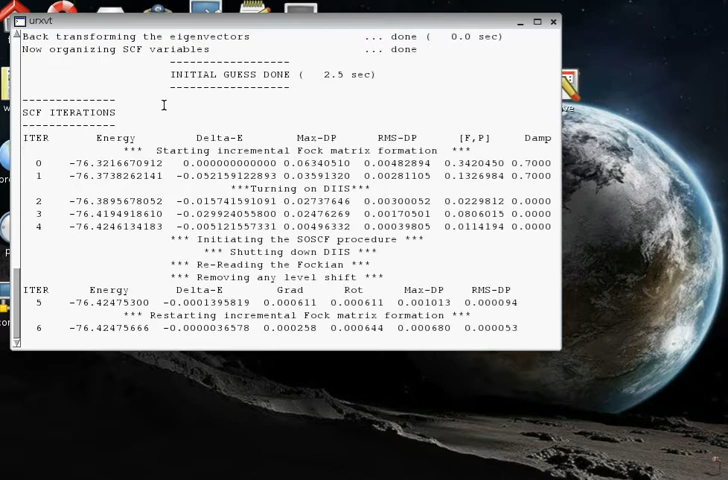 urxvt
Back transforming the eigenvectors ... done ( 0.0 sec)
Now organizing SCF variables ... done
------------------
INITIAL GUESS DONE ( 2.5 sec)
------------------
--------------
SCF ITERATIONS
--------------
ITER Energy Delta-E Max-DP RMS-DP [F,P] Damp
*** Starting incremental Fock matrix formation ***
0 -76.3216670912 0.000000000000 0.06340510 0.00482894 0.3420450 0.7000
1 -76.3738262141 -0.052159122893 0.03591320 0.00281105 0.1326984 0.7000
***Turning on DIIS***
2 -76.3895678052 -0.015741591091 0.02737646 0.00300052 0.0229812 0.0000
3 -76.4194918610 -0.029924055800 0.02476269 0.00170501 0.0806015 0.0000
4 -76.4246134183 -0.005121557331 0.00496332 0.00039805 0.0114194 0.0000
*** Initiating the SOSCF procedure ***
*** Shutting down DIIS ***
*** Re-Reading the Fockian ***
*** Removing any level shift ***
ITER Energy Delta-E Grad Rot Max-DP RMS-DP
5 -76.42475300 -0.0001395819 0.000611 0.000611 0.001013 0.000094
*** Restarting incremental Fock matrix formation ***
6 -76.42475666 -0.0000036578 0.000258 0.000644 0.000680 0.000053